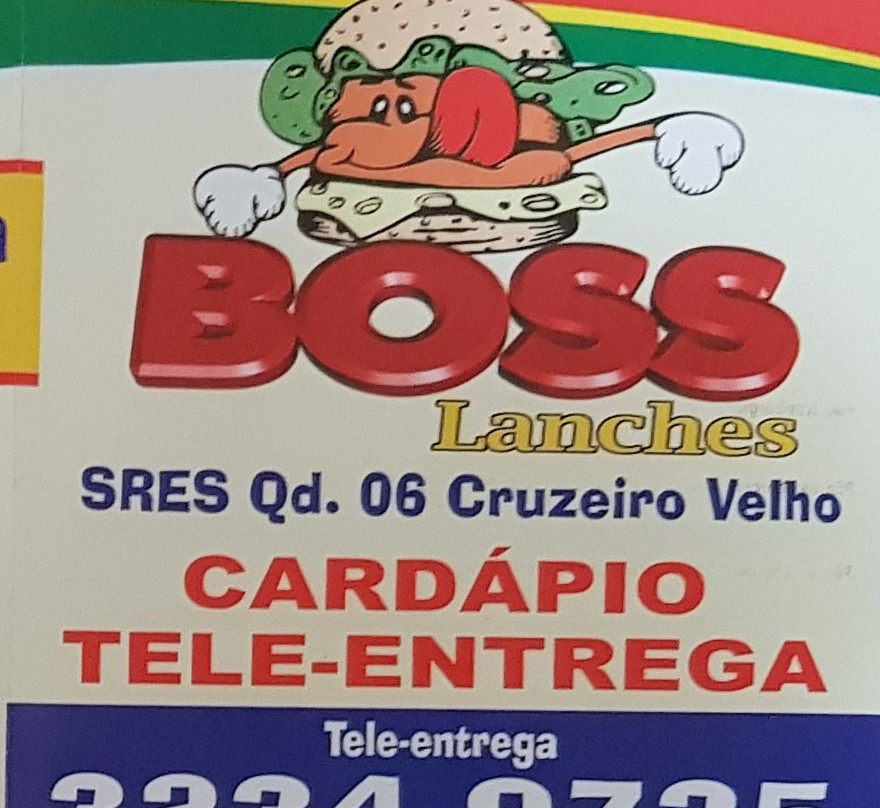 BOSS
Lanches
SRES Qd. 06 Cruzeiro Velho
CARDÁPIO
TELE-ENTREGA
Tele-entrega